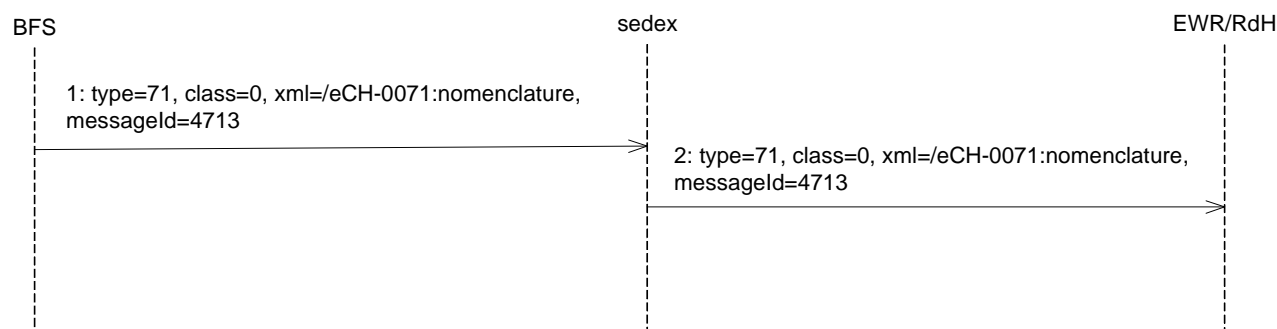 BFS
sedex
EWR/RdH
1: type=71, class=0, xml=/eCH-0071:nomenclature,
messageId=4713
2: type=71, class=0, xml=/eCH-0071:nomenclature,
messageId=4713